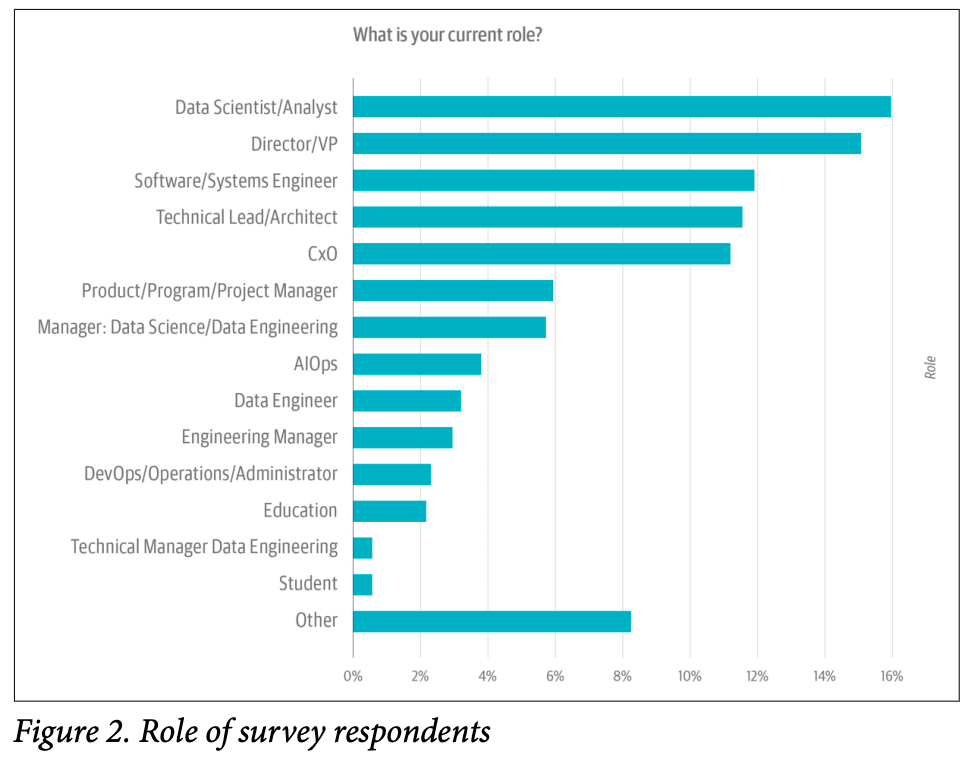 What is your current role?
Data Scientist/Analyst
Director/VP
Software/Systems Engineer
Technical Lead/Architect
CxO
Product/Program/Project Manager
Manager: Data Science/Data Engineering
AIOps
Data Engineer
Engineering Manager
DevOps/Operations/Administrator
Education
Technical Manager Data Engineering
Student
Other
Role
0% 2% 4% 6% 8% 10% 12% 14% 16%
Figure 2. Role of survey respondents